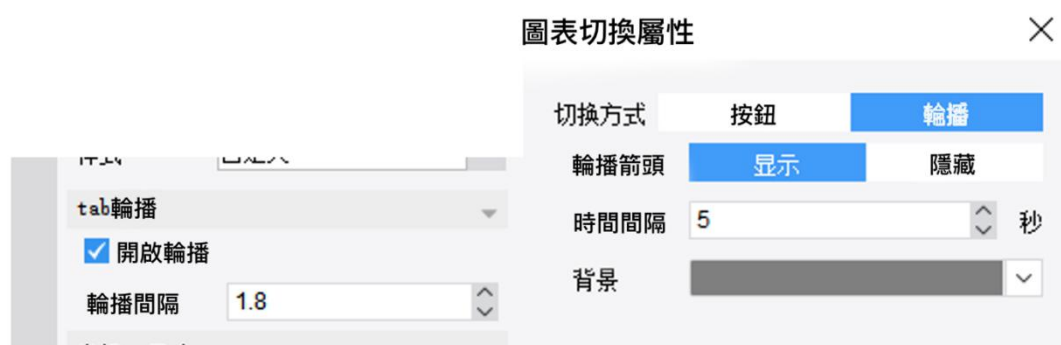 圖表切換屬性
切换方式 按鈕 輪播
輪播箭頭 显示 隱藏
時間間隔 5 秒
背景
tab輪播
開啟輪播
輪播間隔 1.8